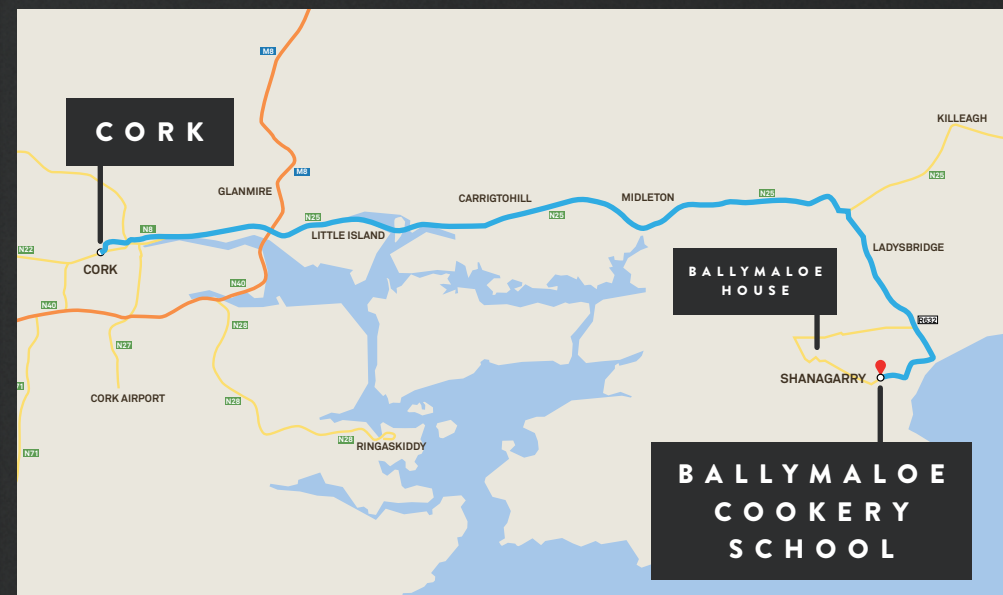 M8
CORK
KILLEAGH
M8
N25
GLANMIRE
CARRIGTOHILL
MIDLETON
N25
N25
N25
N8
LITTLE ISLAND
N22
CORK
LADYSBRIDGE
BALLYMALOE
HOUSE
N40
N40
N28
R632
N27
SHANAGARRY
71
CORK AIRPORT
N28
N28
RINGASKIDDY
N71
BALLYMALOE
COOKERY
SCHOOL